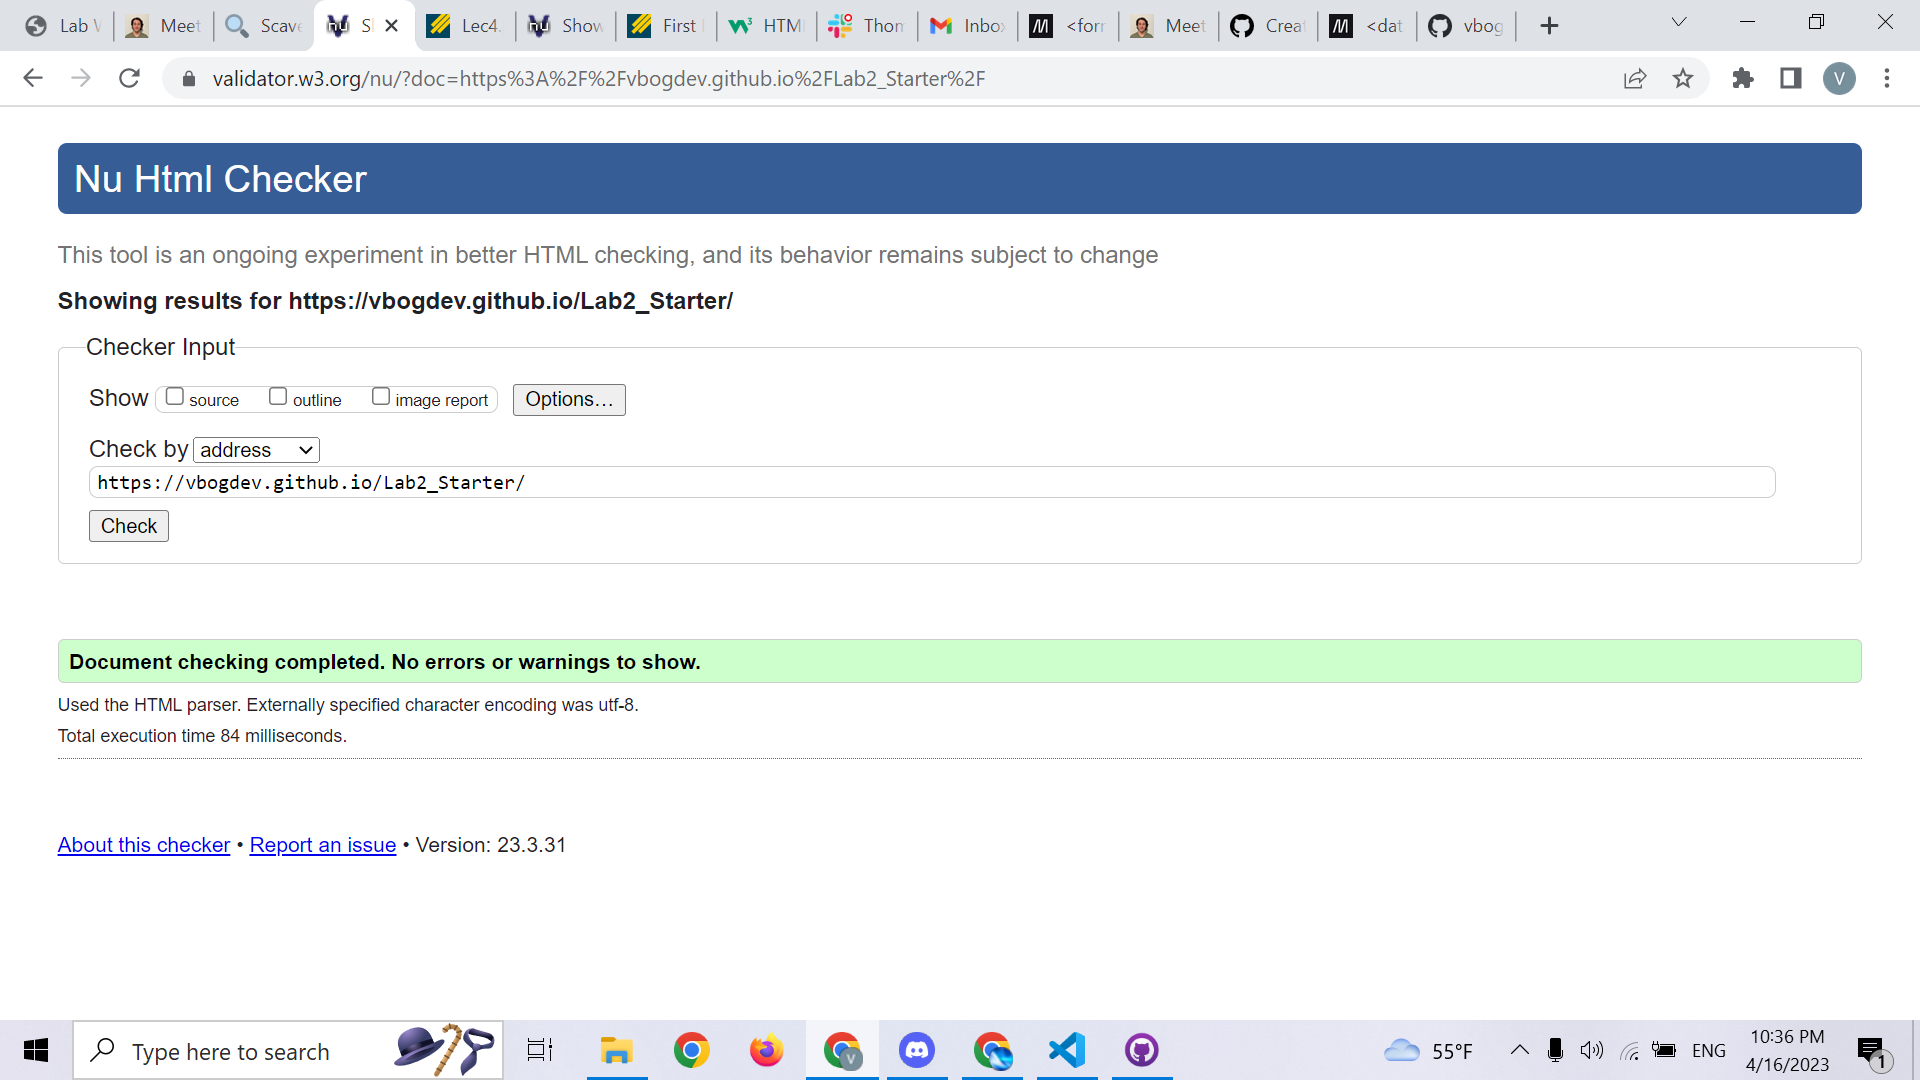 Lab
Meet
Scave
Lec4.
Show
First
HTML
Thom
Inbox
<for
Meet
Creat
<dat
vbog
validator.w3.org/nu/?doc=https%3A%2F%2Fvbogdev.github.io%2FLab2_Starter%2F
V
Nu Html Checker
This tool is an ongoing experiment in better HTML checking, and its behavior remains subject to change
Showing results for https://vbogdev.github.io/Lab2_Starter/
Checker Input
Show source outline image report Options...
Check by address
https://vbogdev.github.io/Lab2_Starter/
Check
Document checking completed. No errors or warnings to show.
Used the HTML parser. Externally specified character encoding was utf-8.
Total execution time 84 milliseconds.
About this checker • Report an issue • Version: 23.3.31
Type here to search
55°F
ENG
10:36 PM
4/16/2023
1